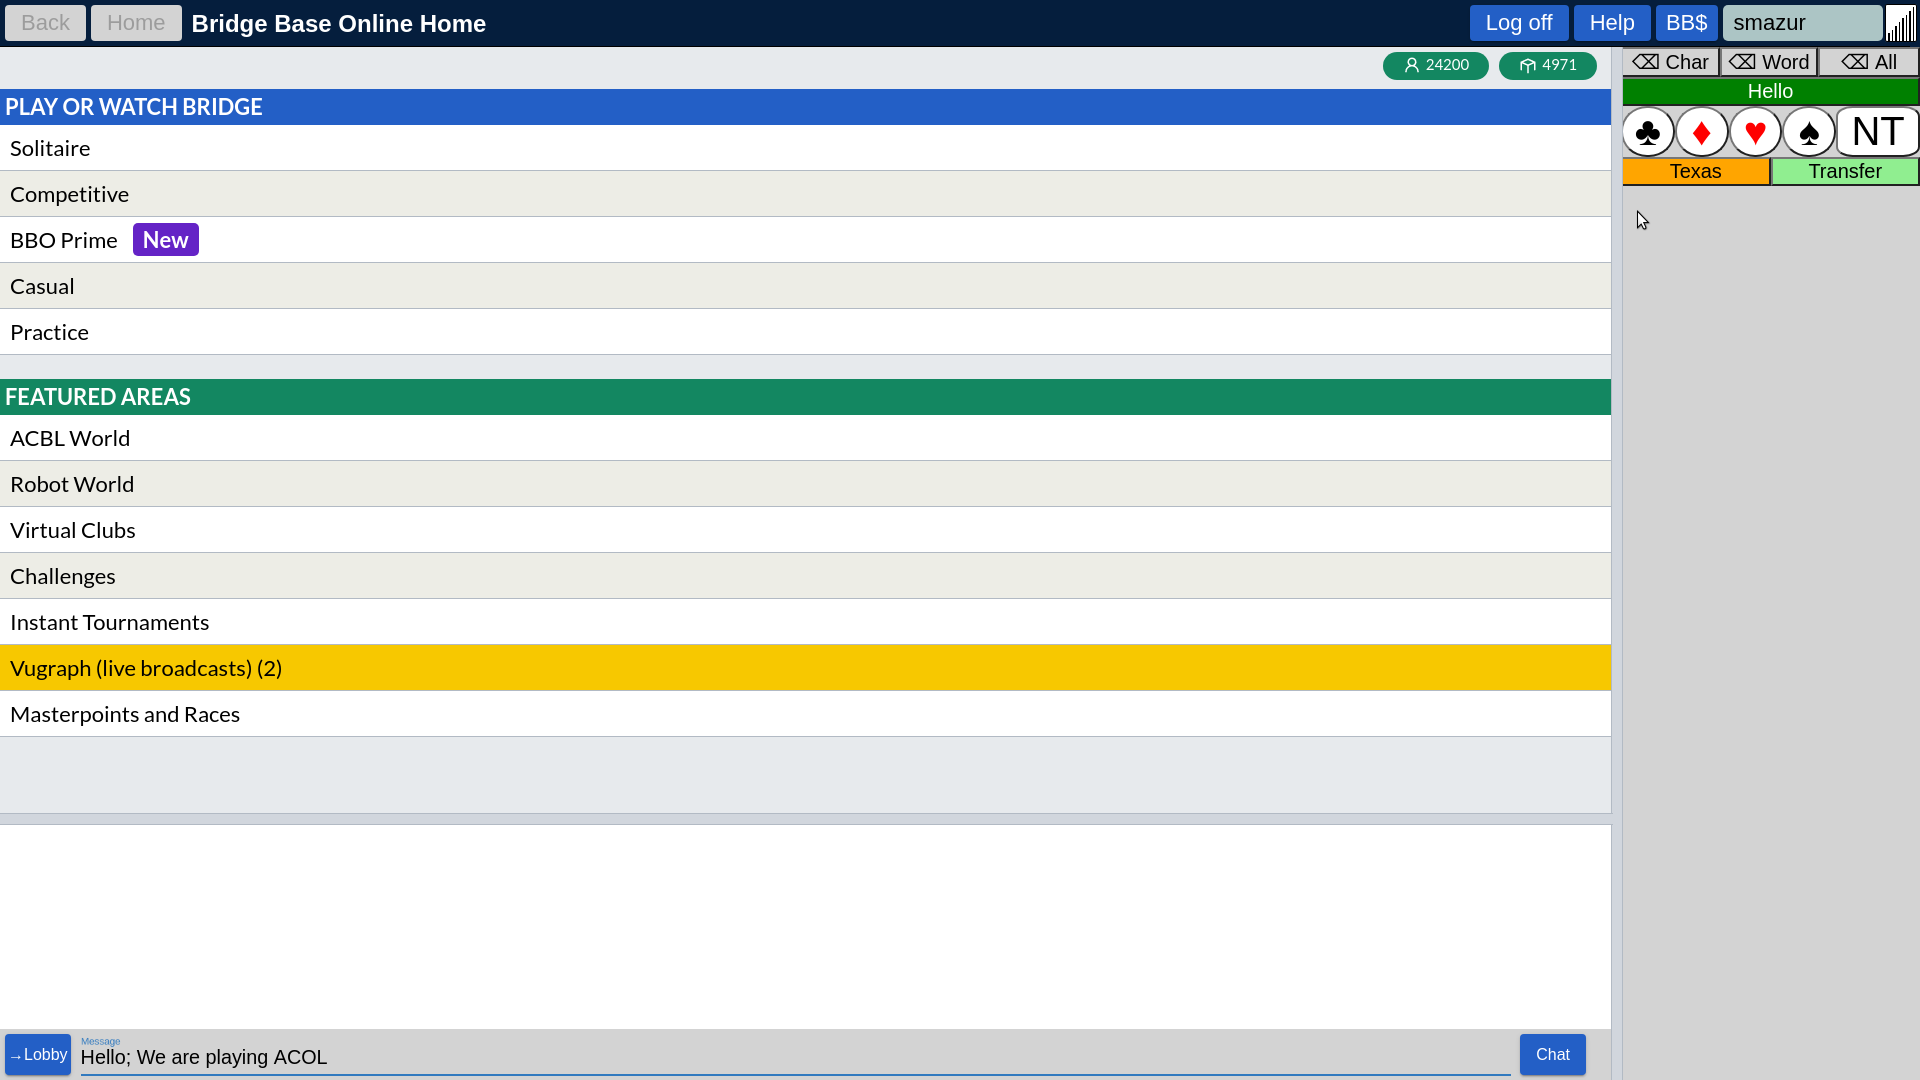 Back Home Bridge Base Online Home Log off Help BB$ smazur
24200 4971
⌫ Char ⌫ Word ⌫ All
Hello
♣ ♦ ♥ ♠ NT
Texas Transfer
PLAY OR WATCH BRIDGE
Solitaire
Competitive
BBO Prime New
Casual
Practice
FEATURED AREAS
ACBL World
Robot World
Virtual Clubs
Challenges
Instant Tournaments
Vugraph (live broadcasts) (2)
Masterpoints and Races
Message
→Lobby Hello; We are playing ACOL Chat